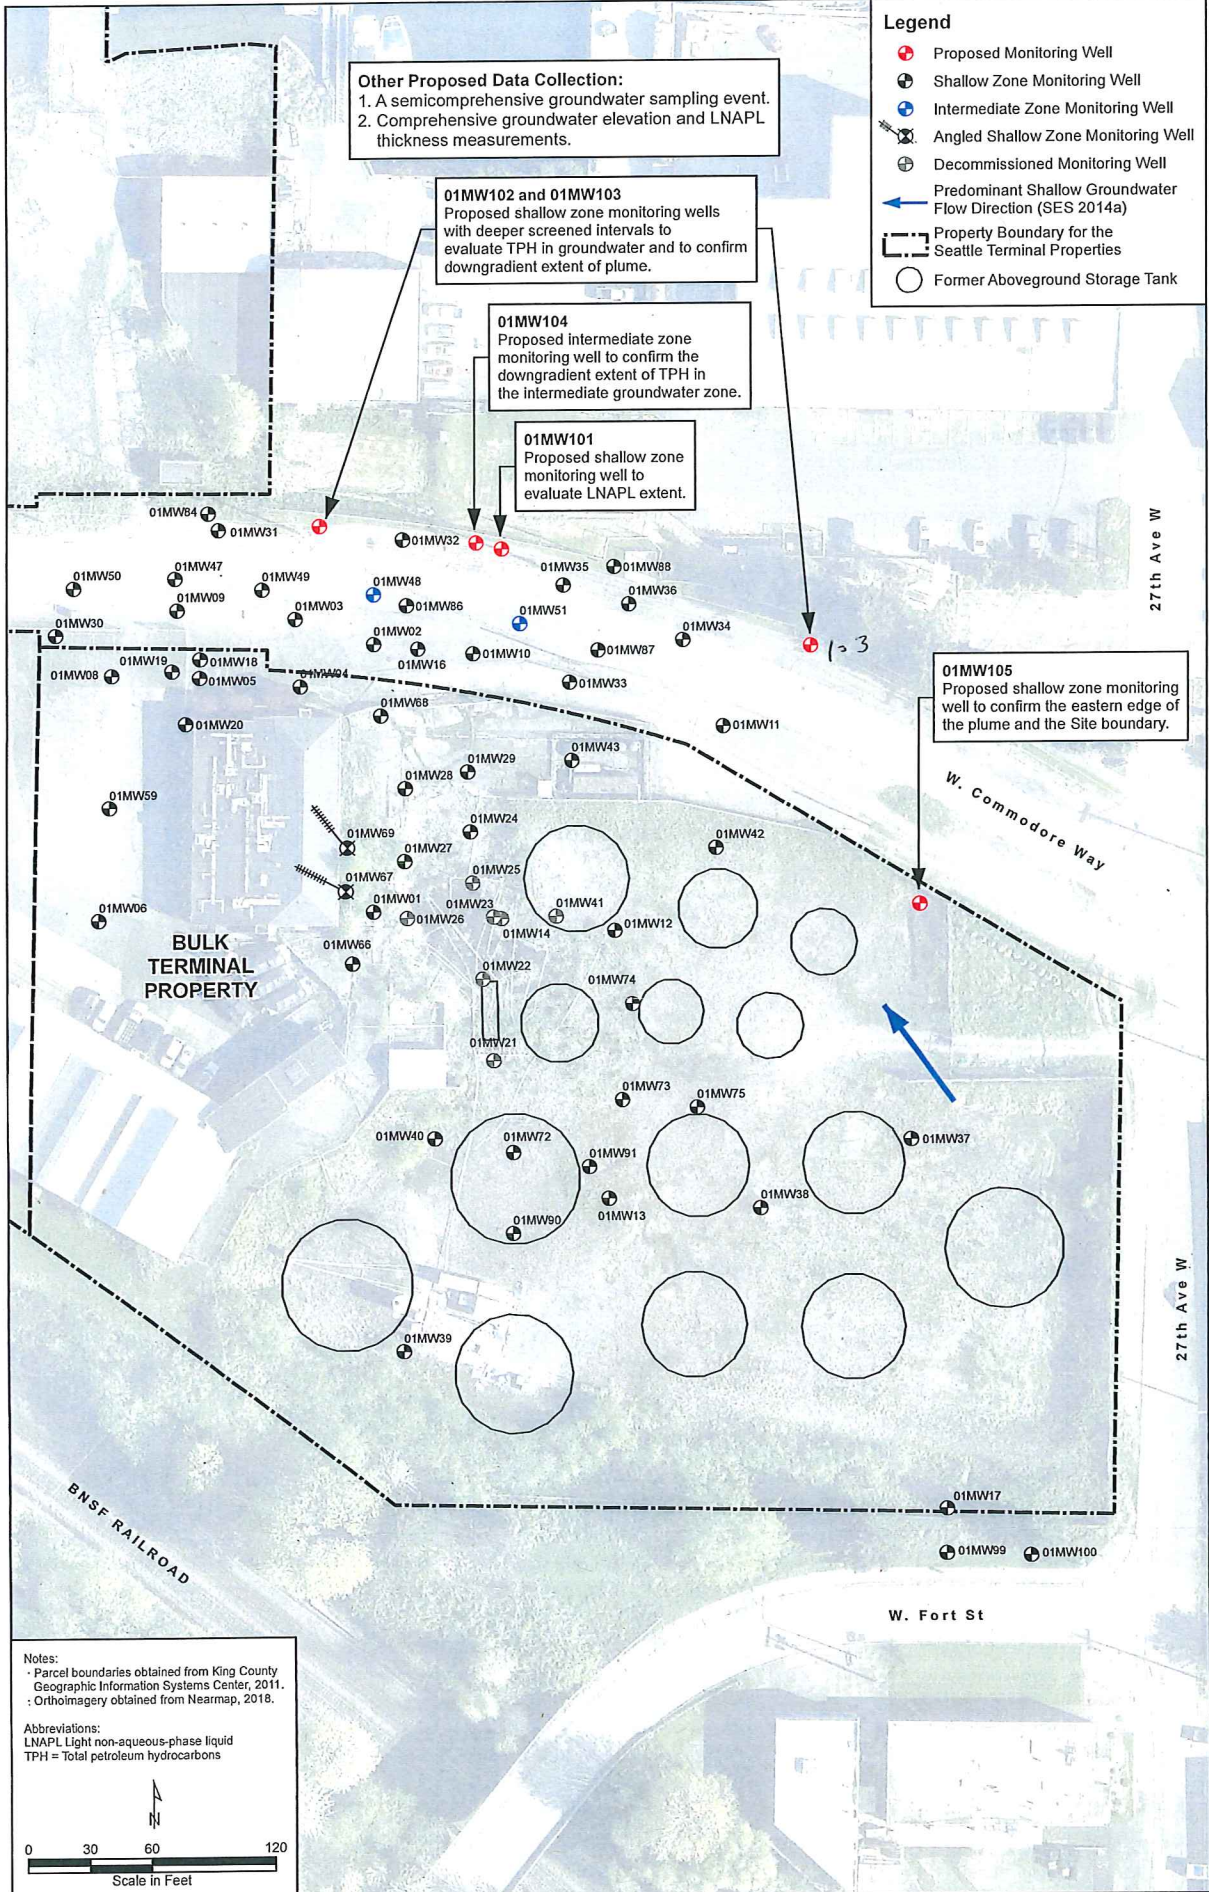 Legend
Proposed Monitoring Well
Shallow Zone Monitoring Well
Intermediate Zone Monitoring Well
Angled Shallow Zone Monitoring Well
Decommissioned Monitoring Well
Predominant Shallow Groundwater
Flow Direction (SES 2014a)
Property Boundary for the
Seattle Terminal Properties
Former Aboveground Storage Tank
Other Proposed Data Collection:
1. A semicomprehensive groundwater sampling event.
2. Comprehensive groundwater elevation and LNAPL
thickness measurements.
01MW102 and 01MW103
Proposed shallow zone monitoring wells
with deeper screened intervals to
evaluate TPH in groundwater and to confirm
downgradient extent of plume.
01MW104
Proposed intermediate zone
monitoring well to confirm the
downgradient extent of TPH in
the intermediate groundwater zone.
01MW101
Proposed shallow zone
monitoring well to
evaluate LNAPL extent.
27th Ave W
01MW84
01MW31
01MW32
01MW88
01MW35
01MW47
01MW50
01MW49
01MW48
01MW36
01MW86
01MW09
01MW03
01MW51
01MW30
01MW02
01MW34
103
01MW16
01MW10
01MW87
01MW19
01MW18
01MW08
01MW05
01MW04
01MW33
01MW105
Proposed shallow zone monitoring
well to confirm the eastern edge of
the plume and the Site boundary.
01MW68
01MW20
01MW11
01MW43
01MW29
01MW28
W. Commodore Way
01MW59
01MW24
01MW69
01MW42
01MW27
01MW25
01MW67
01MW01
01MW23
01MW41
01MW06
01MW26
01MW14
01MW12
BULK
TERMINAL
PROPERTY
01MW66
01MW22
01MW74
01MW21
01MW73
01MW75
01MW40
01MW72
01MW37
01MW91
01MW38
01MW13
01MW90
27th Ave W
01MW39
BNSF RAILROAD
01MW17
01MW99
01MW100
W. Fort St
Notes:
· Parcel boundaries obtained from King County
Geographic Information Systems Center, 2011.
: Orthoimagery obtained from Nearmap, 2018.
Abbreviations:
LNAPL Light non-aqueous-phase liquid
TPH = Total petroleum hydrocarbons
N
0 30 60 120
Scale in Feet